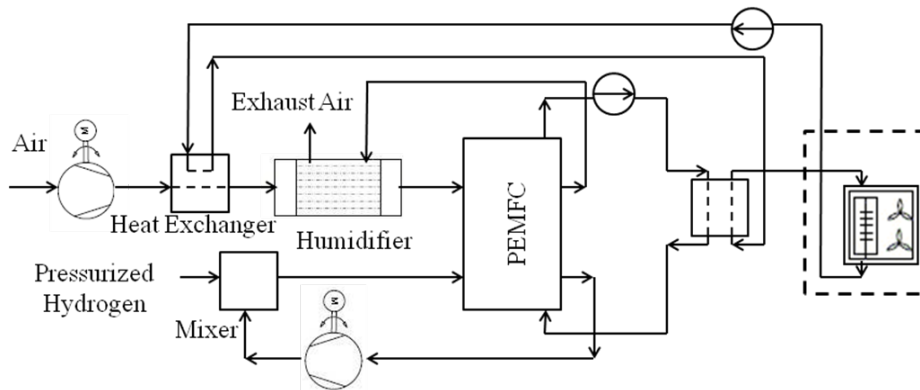 M
Exhaust Air
Air
Heat Exchanger
Humidifier
PEMFC
Pressurized
Hydrogen
Mixer
M